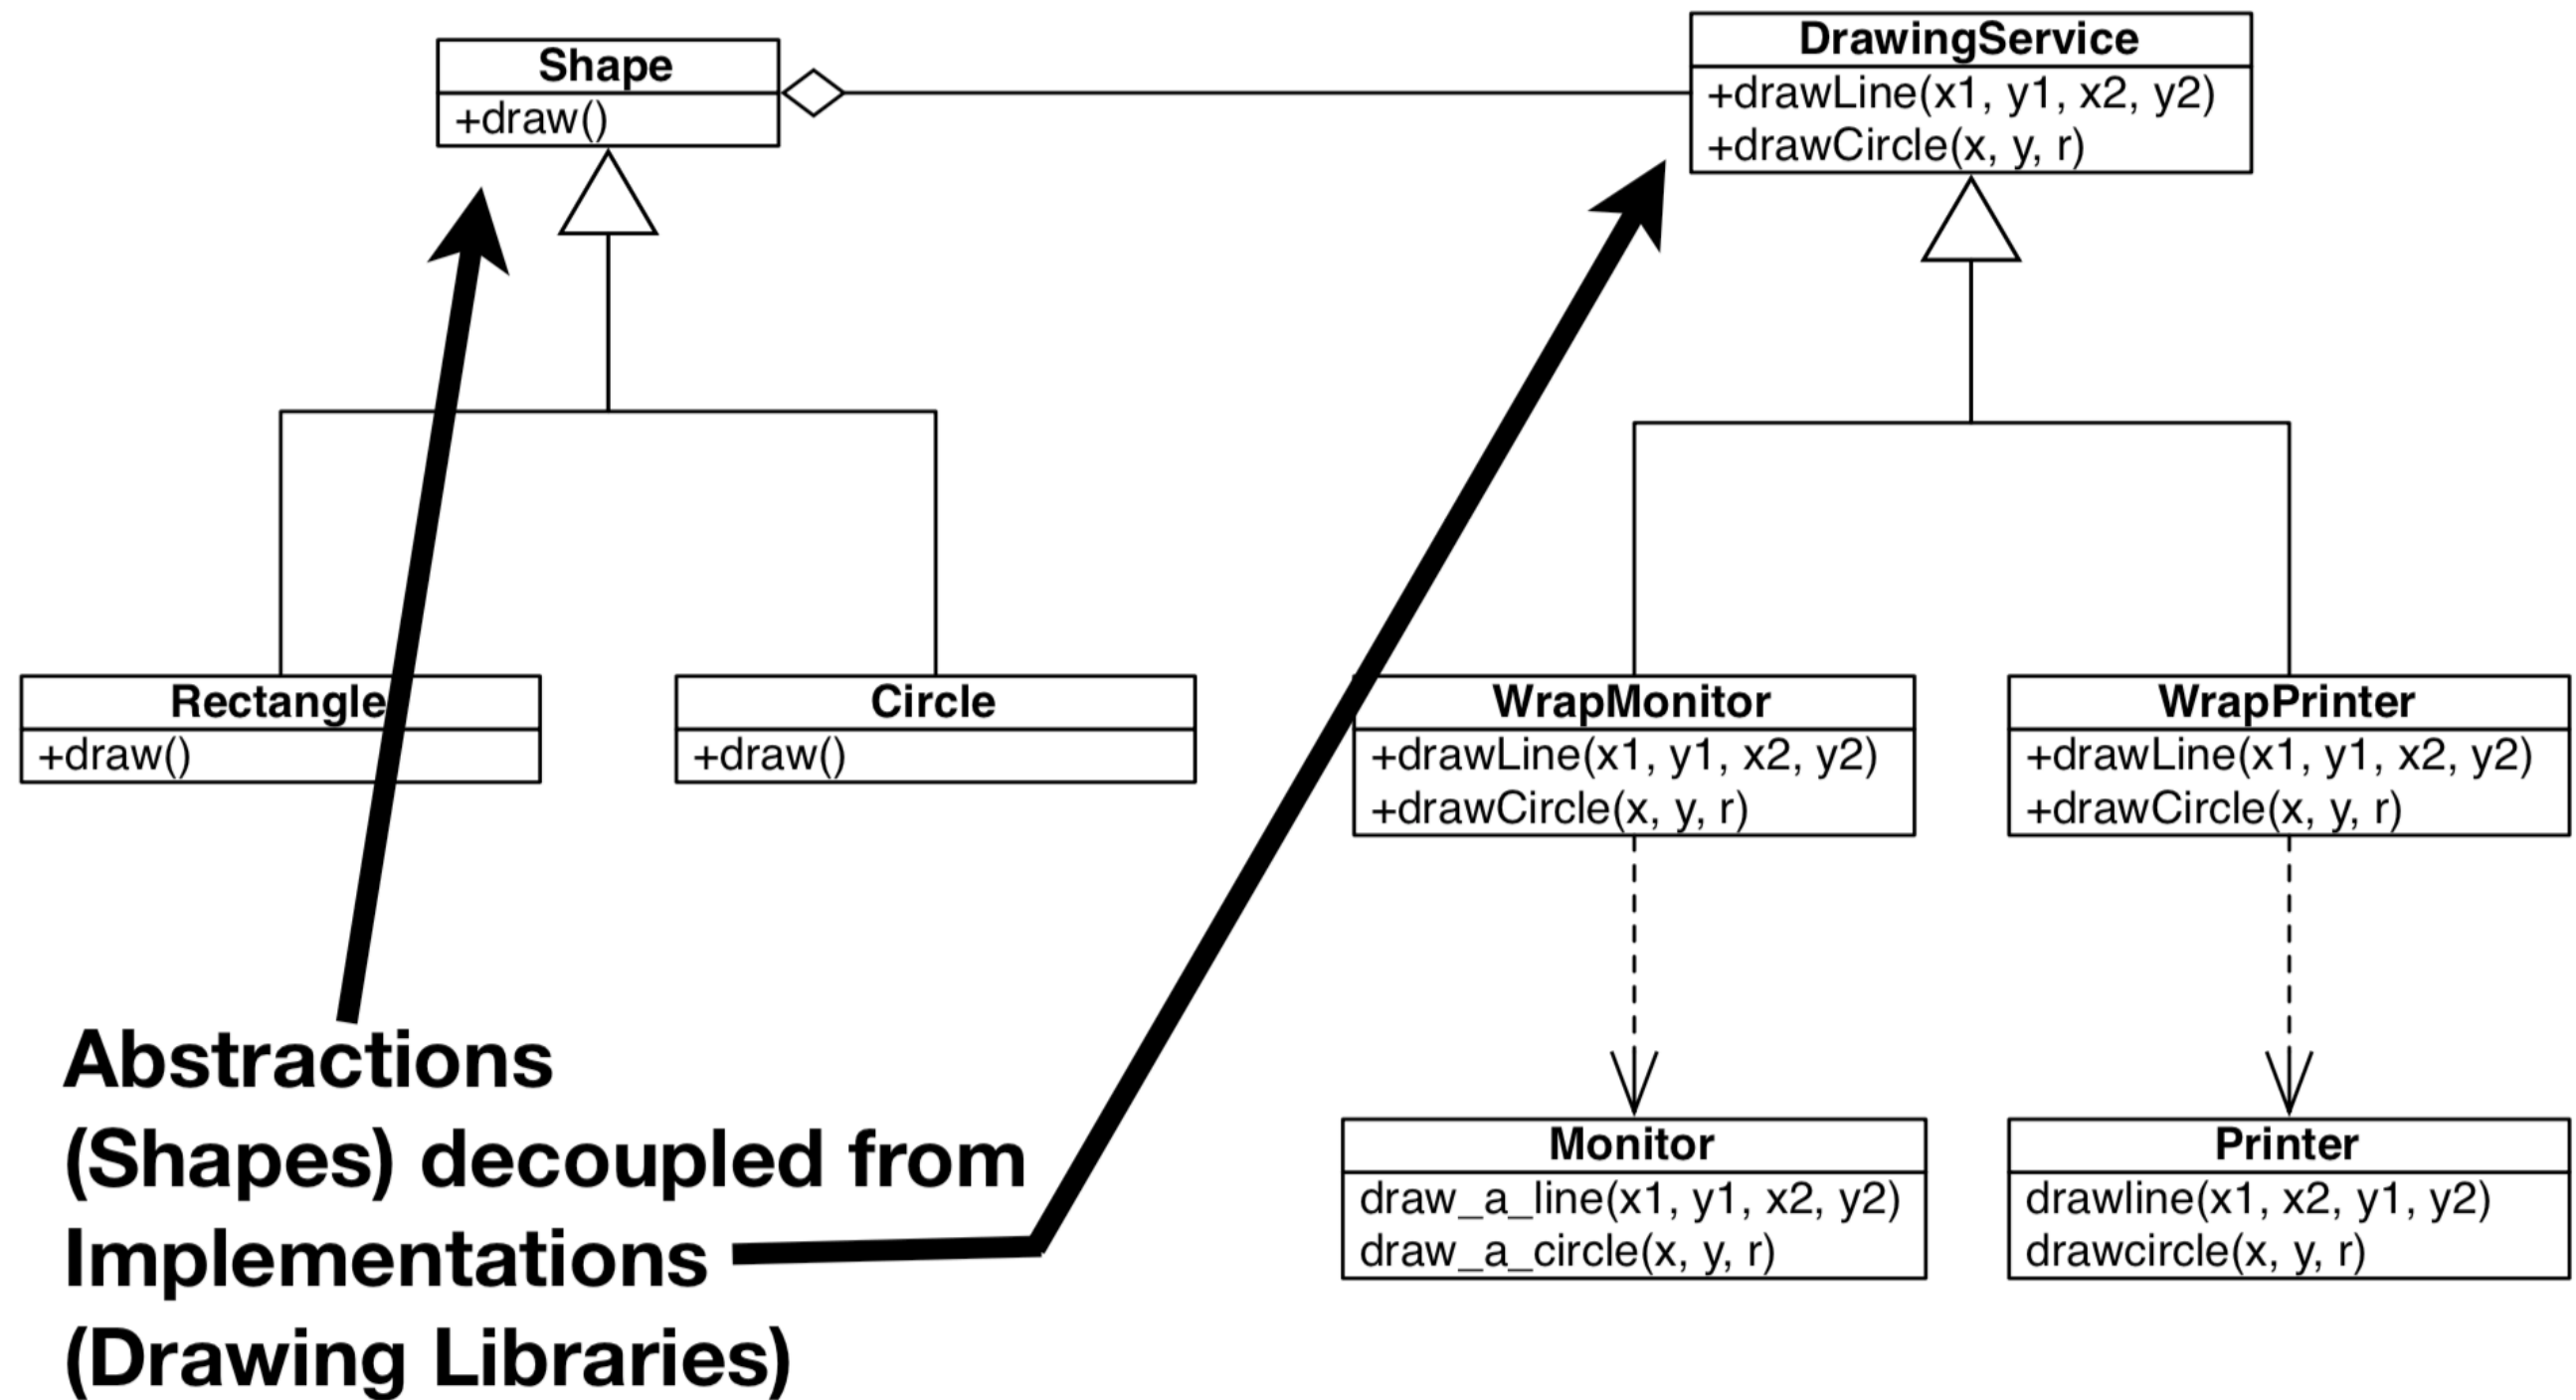 Shape
+draw()
DrawingService
+drawLine(x1, y1, x2, y2)
+drawCircle(x, y, r)
Rectangle
+draw()
Circle
+draw()
WrapMonitor
+drawLine(x1, y1, x2, y2)
+drawCircle(x, y, r)
WrapPrinter
+drawLine(x1, y1, x2, y2)
+drawCircle(x, y, r)
Monitor
draw_a_line(x1, y1, x2, y2)
draw_a_circle(x, y, r)
Printer
drawline(x1, x2, y1, y2)
drawcircle(x, y, r)
Abstractions
(Shapes) decoupled from
Implementations
(Drawing Libraries)